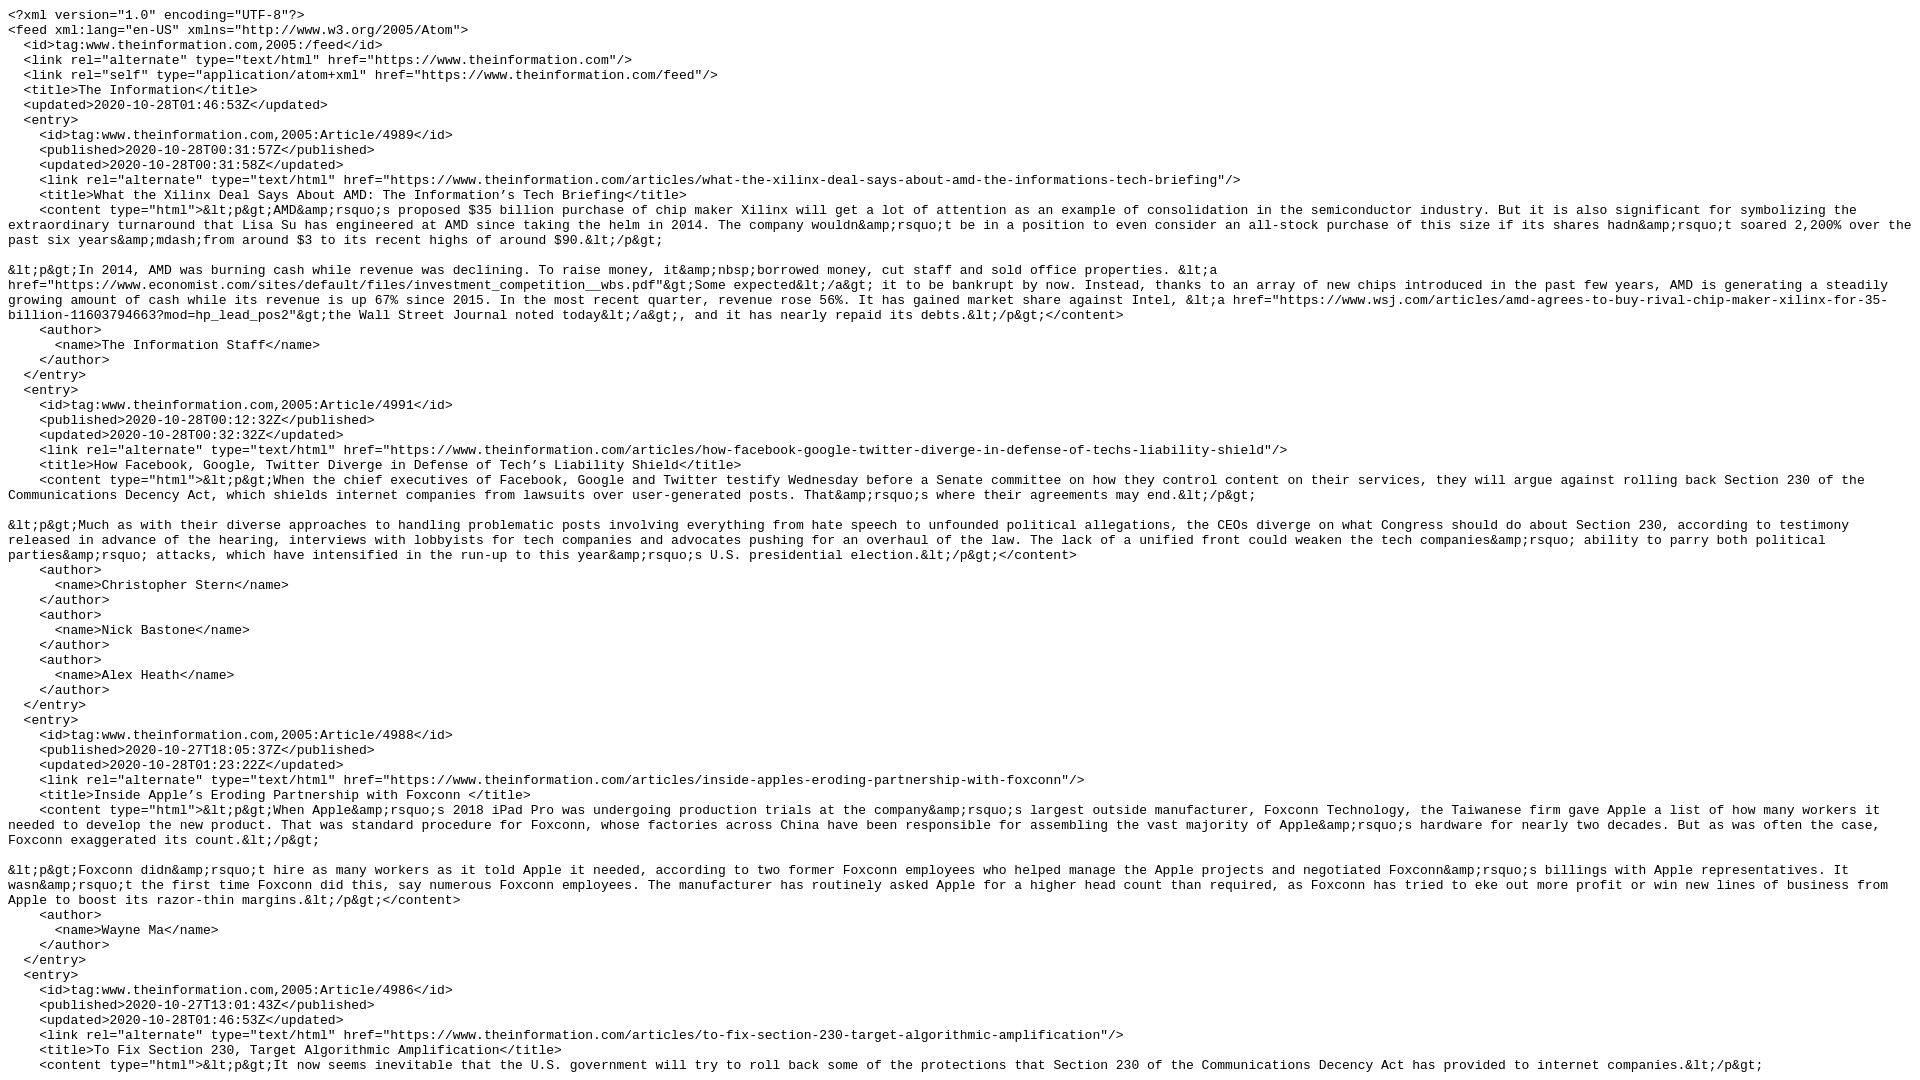 <?xml version="1.0" encoding="UTF-8"?>
<feed xml:lang="en-US" xmlns="http://www.w3.org/2005/Atom">
  <id>tag:www.theinformation.com,2005:/feed</id>
  <link rel="alternate" type="text/html" href="https://www.theinformation.com"/>
  <link rel="self" type="application/atom+xml" href="https://www.theinformation.com/feed"/>
  <title>The Information</title>
  <updated>2020-10-28T01:46:53Z</updated>
  <entry>
    <id>tag:www.theinformation.com,2005:Article/4989</id>
    <published>2020-10-28T00:31:57Z</published>
    <updated>2020-10-28T00:31:58Z</updated>
    <link rel="alternate" type="text/html" href="https://www.theinformation.com/articles/what-the-xilinx-deal-says-about-amd-the-informations-tech-briefing"/>
    <title>What the Xilinx Deal Says About AMD: The Information’s Tech Briefing</title>
    <content type="html">&lt;p&gt;AMD&amp;rsquo;s proposed $35 billion purchase of chip maker Xilinx will get a lot of attention as an example of consolidation in the semiconductor industry. But it is also significant for symbolizing the
extraordinary turnaround that Lisa Su has engineered at AMD since taking the helm in 2014. The company wouldn&amp;rsquo;t be in a position to even consider an all-stock purchase of this size if its shares hadn&amp;rsquo;t soared 2,200% over the
past six years&amp;mdash;from around $3 to its recent highs of around $90.&lt;/p&gt;

&lt;p&gt;In 2014, AMD was burning cash while revenue was declining. To raise money, it&amp;nbsp;borrowed money, cut staff and sold office properties. &lt;a
href="https://www.economist.com/sites/default/files/investment_competition__wbs.pdf"&gt;Some expected&lt;/a&gt; it to be bankrupt by now. Instead, thanks to an array of new chips introduced in the past few years, AMD is generating a steadily
growing amount of cash while its revenue is up 67% since 2015. In the most recent quarter, revenue rose 56%. It has gained market share against Intel, &lt;a href="https://www.wsj.com/articles/amd-agrees-to-buy-rival-chip-maker-xilinx-for-35-
billion-11603794663?mod=hp_lead_pos2"&gt;the Wall Street Journal noted today&lt;/a&gt;, and it has nearly repaid its debts.&lt;/p&gt;</content>
    <author>
      <name>The Information Staff</name>
    </author>
  </entry>
  <entry>
    <id>tag:www.theinformation.com,2005:Article/4991</id>
    <published>2020-10-28T00:12:32Z</published>
    <updated>2020-10-28T00:32:32Z</updated>
    <link rel="alternate" type="text/html" href="https://www.theinformation.com/articles/how-facebook-google-twitter-diverge-in-defense-of-techs-liability-shield"/>
    <title>How Facebook, Google, Twitter Diverge in Defense of Tech’s Liability Shield</title>
    <content type="html">&lt;p&gt;When the chief executives of Facebook, Google and Twitter testify Wednesday before a Senate committee on how they control content on their services, they will argue against rolling back Section 230 of the
Communications Decency Act, which shields internet companies from lawsuits over user-generated posts. That&amp;rsquo;s where their agreements may end.&lt;/p&gt;

&lt;p&gt;Much as with their diverse approaches to handling problematic posts involving everything from hate speech to unfounded political allegations, the CEOs diverge on what Congress should do about Section 230, according to testimony
released in advance of the hearing, interviews with lobbyists for tech companies and advocates pushing for an overhaul of the law. The lack of a unified front could weaken the tech companies&amp;rsquo; ability to parry both political
parties&amp;rsquo; attacks, which have intensified in the run-up to this year&amp;rsquo;s U.S. presidential election.&lt;/p&gt;</content>
    <author>
      <name>Christopher Stern</name>
    </author>
    <author>
      <name>Nick Bastone</name>
    </author>
    <author>
      <name>Alex Heath</name>
    </author>
  </entry>
  <entry>
    <id>tag:www.theinformation.com,2005:Article/4988</id>
    <published>2020-10-27T18:05:37Z</published>
    <updated>2020-10-28T01:23:22Z</updated>
    <link rel="alternate" type="text/html" href="https://www.theinformation.com/articles/inside-apples-eroding-partnership-with-foxconn"/>
    <title>Inside Apple’s Eroding Partnership with Foxconn </title>
    <content type="html">&lt;p&gt;When Apple&amp;rsquo;s 2018 iPad Pro was undergoing production trials at the company&amp;rsquo;s largest outside manufacturer, Foxconn Technology, the Taiwanese firm gave Apple a list of how many workers it
needed to develop the new product. That was standard procedure for Foxconn, whose factories across China have been responsible for assembling the vast majority of Apple&amp;rsquo;s hardware for nearly two decades. But as was often the case,
Foxconn exaggerated its count.&lt;/p&gt;

&lt;p&gt;Foxconn didn&amp;rsquo;t hire as many workers as it told Apple it needed, according to two former Foxconn employees who helped manage the Apple projects and negotiated Foxconn&amp;rsquo;s billings with Apple representatives. It
wasn&amp;rsquo;t the first time Foxconn did this, say numerous Foxconn employees. The manufacturer has routinely asked Apple for a higher head count than required, as Foxconn has tried to eke out more profit or win new lines of business from
Apple to boost its razor-thin margins.&lt;/p&gt;</content>
    <author>
      <name>Wayne Ma</name>
    </author>
  </entry>
  <entry>
    <id>tag:www.theinformation.com,2005:Article/4986</id>
    <published>2020-10-27T13:01:43Z</published>
    <updated>2020-10-28T01:46:53Z</updated>
    <link rel="alternate" type="text/html" href="https://www.theinformation.com/articles/to-fix-section-230-target-algorithmic-amplification"/>
    <title>To Fix Section 230, Target Algorithmic Amplification</title>
    <content type="html">&lt;p&gt;It now seems inevitable that the U.S. government will try to roll back some of the protections that Section 230 of the Communications Decency Act has provided to internet companies.&lt;/p&gt;